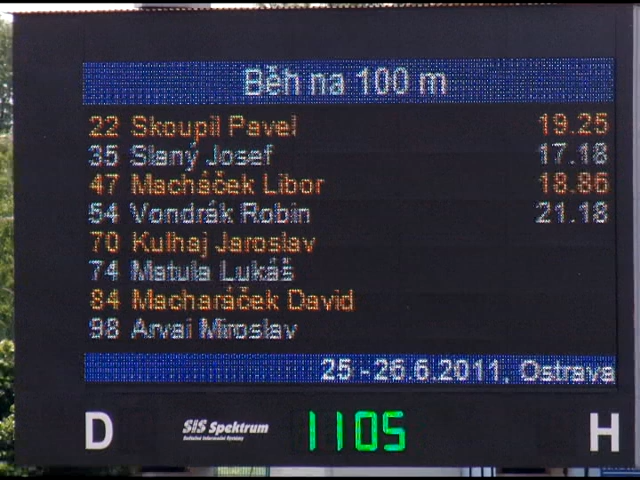 Běh na 100 m
22 Skoupil Pavel 19.25
35 Slaný Josef 17.18
47 Macháček Libor 18.86
54 Vondrák Robin 21.18
70 Kulhaj Jaroslav
74 Matula Lukáš
84 Macharáček David
98 Arvai Miroslav
25 - 26.6.2011, Ostrava
D SIS Spektrum 1105 H